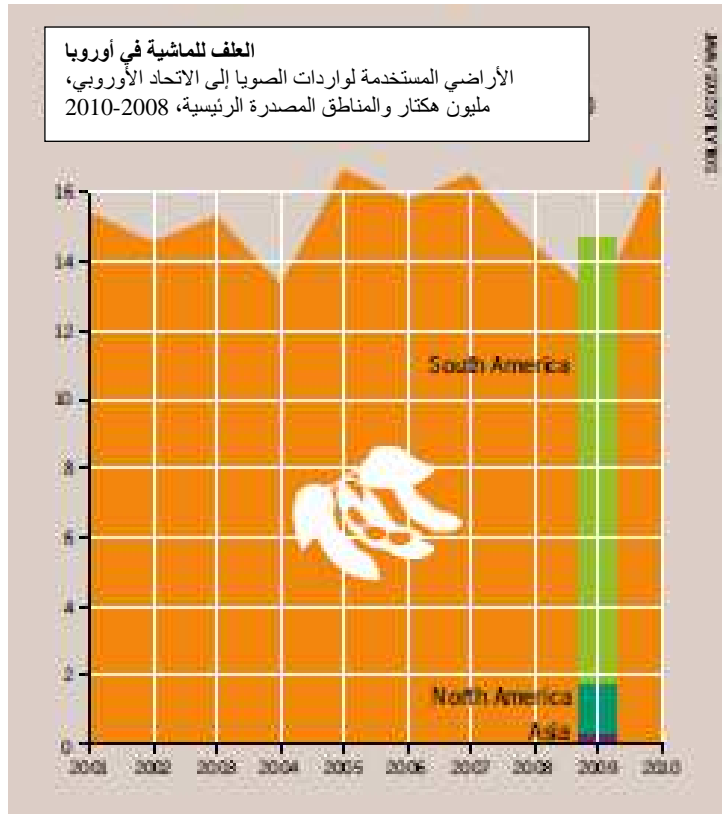 العلف للماشية في أوروبا
الأراضي المستخدمة لواردات الصويا إلى الاتحاد الأوروبي،
مليون هكتار والمناطق المصدرة الرئيسية، 2008-2010
16
14
12
10
8
6
4
2
0
South America
North America
Asia
2001 2002 2003 2004 2005 2006 2007 2008 2009 2010